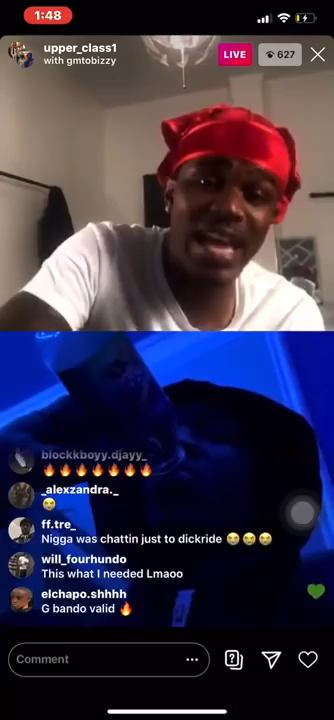 1:48
upper_class1
with gmtobizzy
LIVE
627
blockkboyy.djayy_
🔥🔥🔥🔥🔥🔥🔥
_alexzandra._
😭
ff.tre_
Nigga was chattin just to dickride 😭😭😭
will_fourhundo
This what I needed Lmaoo
elchapo.shhhh
G bando valid 🔥
Comment